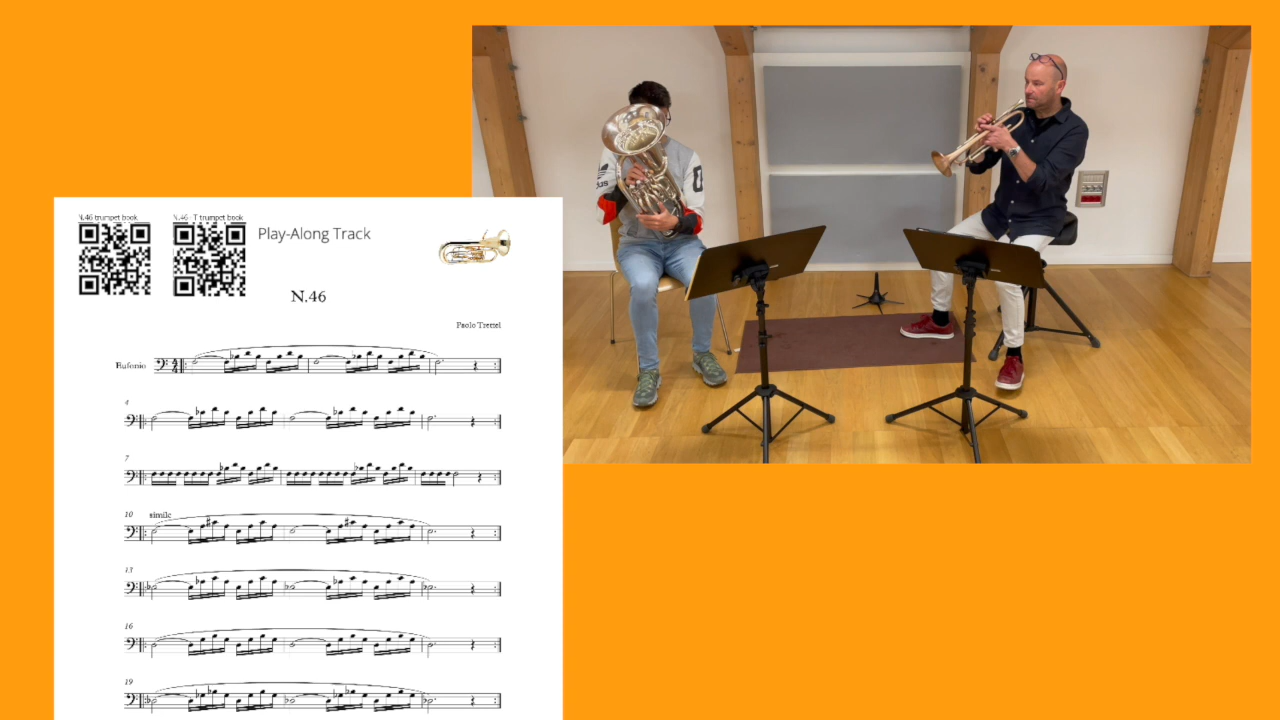 N.46 trumpet book
N.46 - T trumpet book
Play-Along Track
N.46
Paolo Trettel
Eufonio
4
7
10
simile
13
16
19